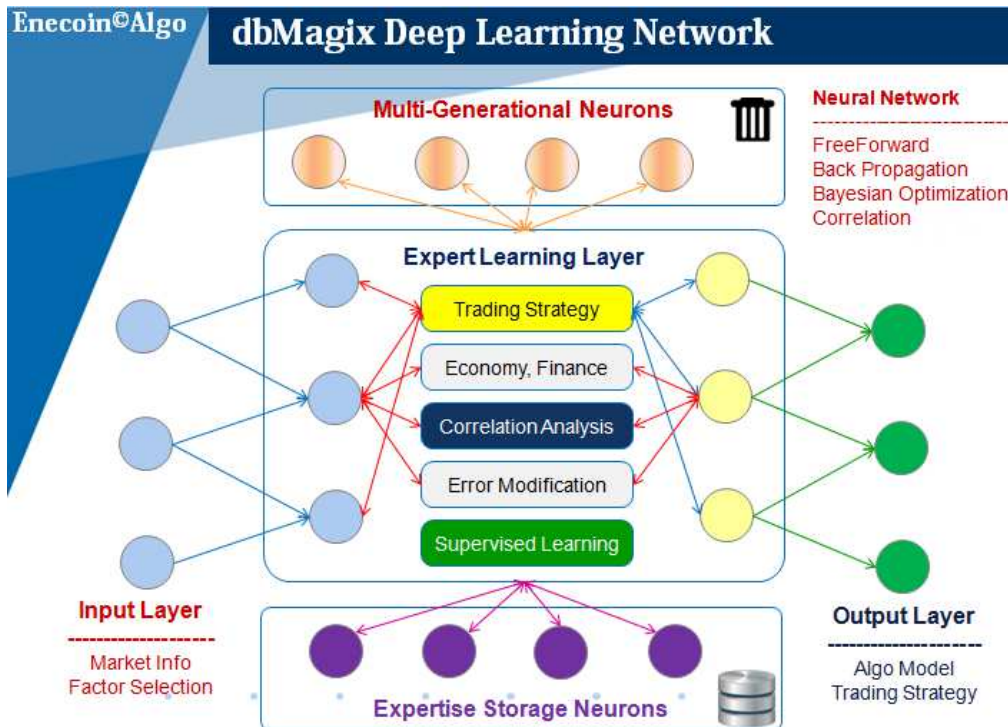 Enecoin©Algo
dbMagix Deep Learning Network
Multi-Generational Neurons
Neural Network
FreeForward
Back Propagation
Bayesian Optimization
Correlation
Expert Learning Layer
Trading Strategy
Economy, Finance
Correlation Analysis
Error Modification
Supervised Learning
Input Layer
Market Info
Factor Selection
Output Layer
Algo Model
Trading Strategy
Expertise Storage Neurons